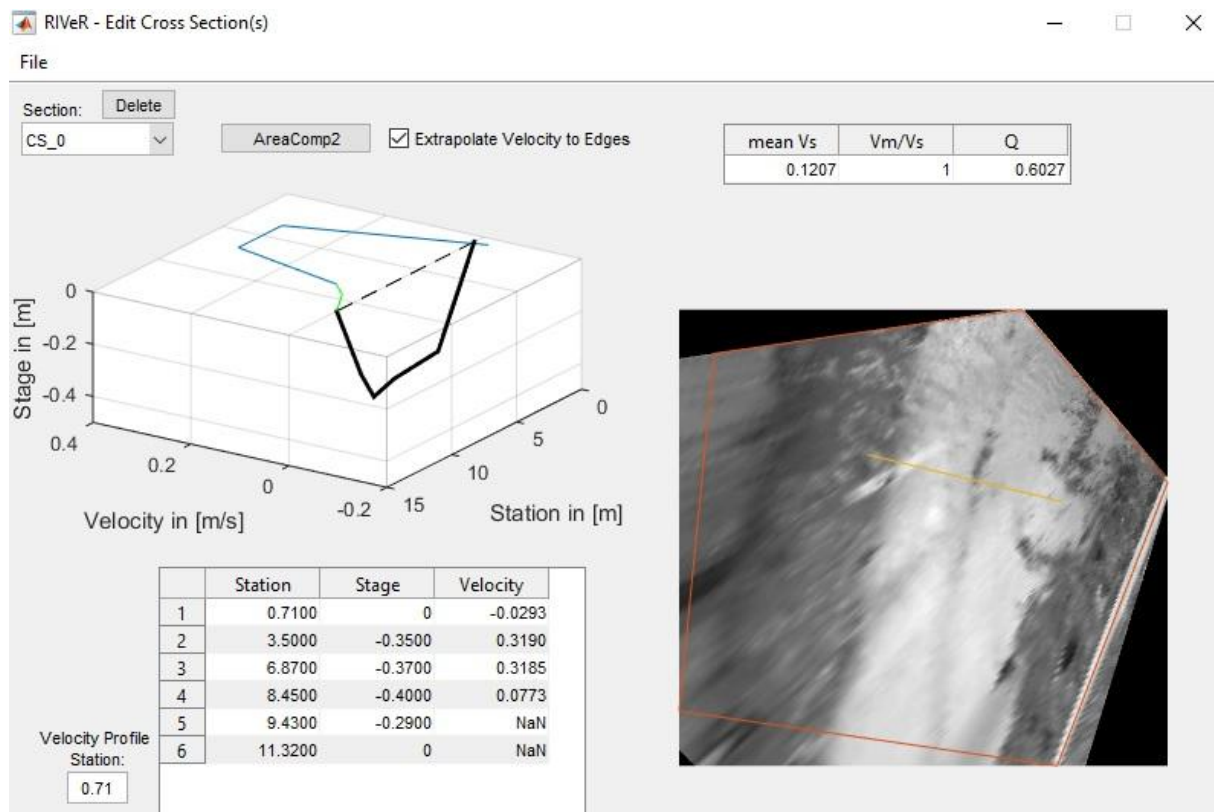 RIVeR - Edit Cross Section(s)
File
Section: Delete
CS_0
AreaComp2 Extrapolate Velocity to Edges
mean Vs Vm/Vs Q
0.1207 1 0.6027
Stage in [m]
0
-0.2
-0.4
0.4
0.2
0
-0.2
Velocity in [m/s]
0
5
10
15
Station in [m]
Station Stage Velocity
1 0.7100 0 -0.0293
2 3.5000 -0.3500 0.3190
3 6.8700 -0.3700 0.3185
4 8.4500 -0.4000 0.0773
5 9.4300 -0.2900 NaN
6 11.3200 0 NaN
Velocity Profile
Station:
0.71